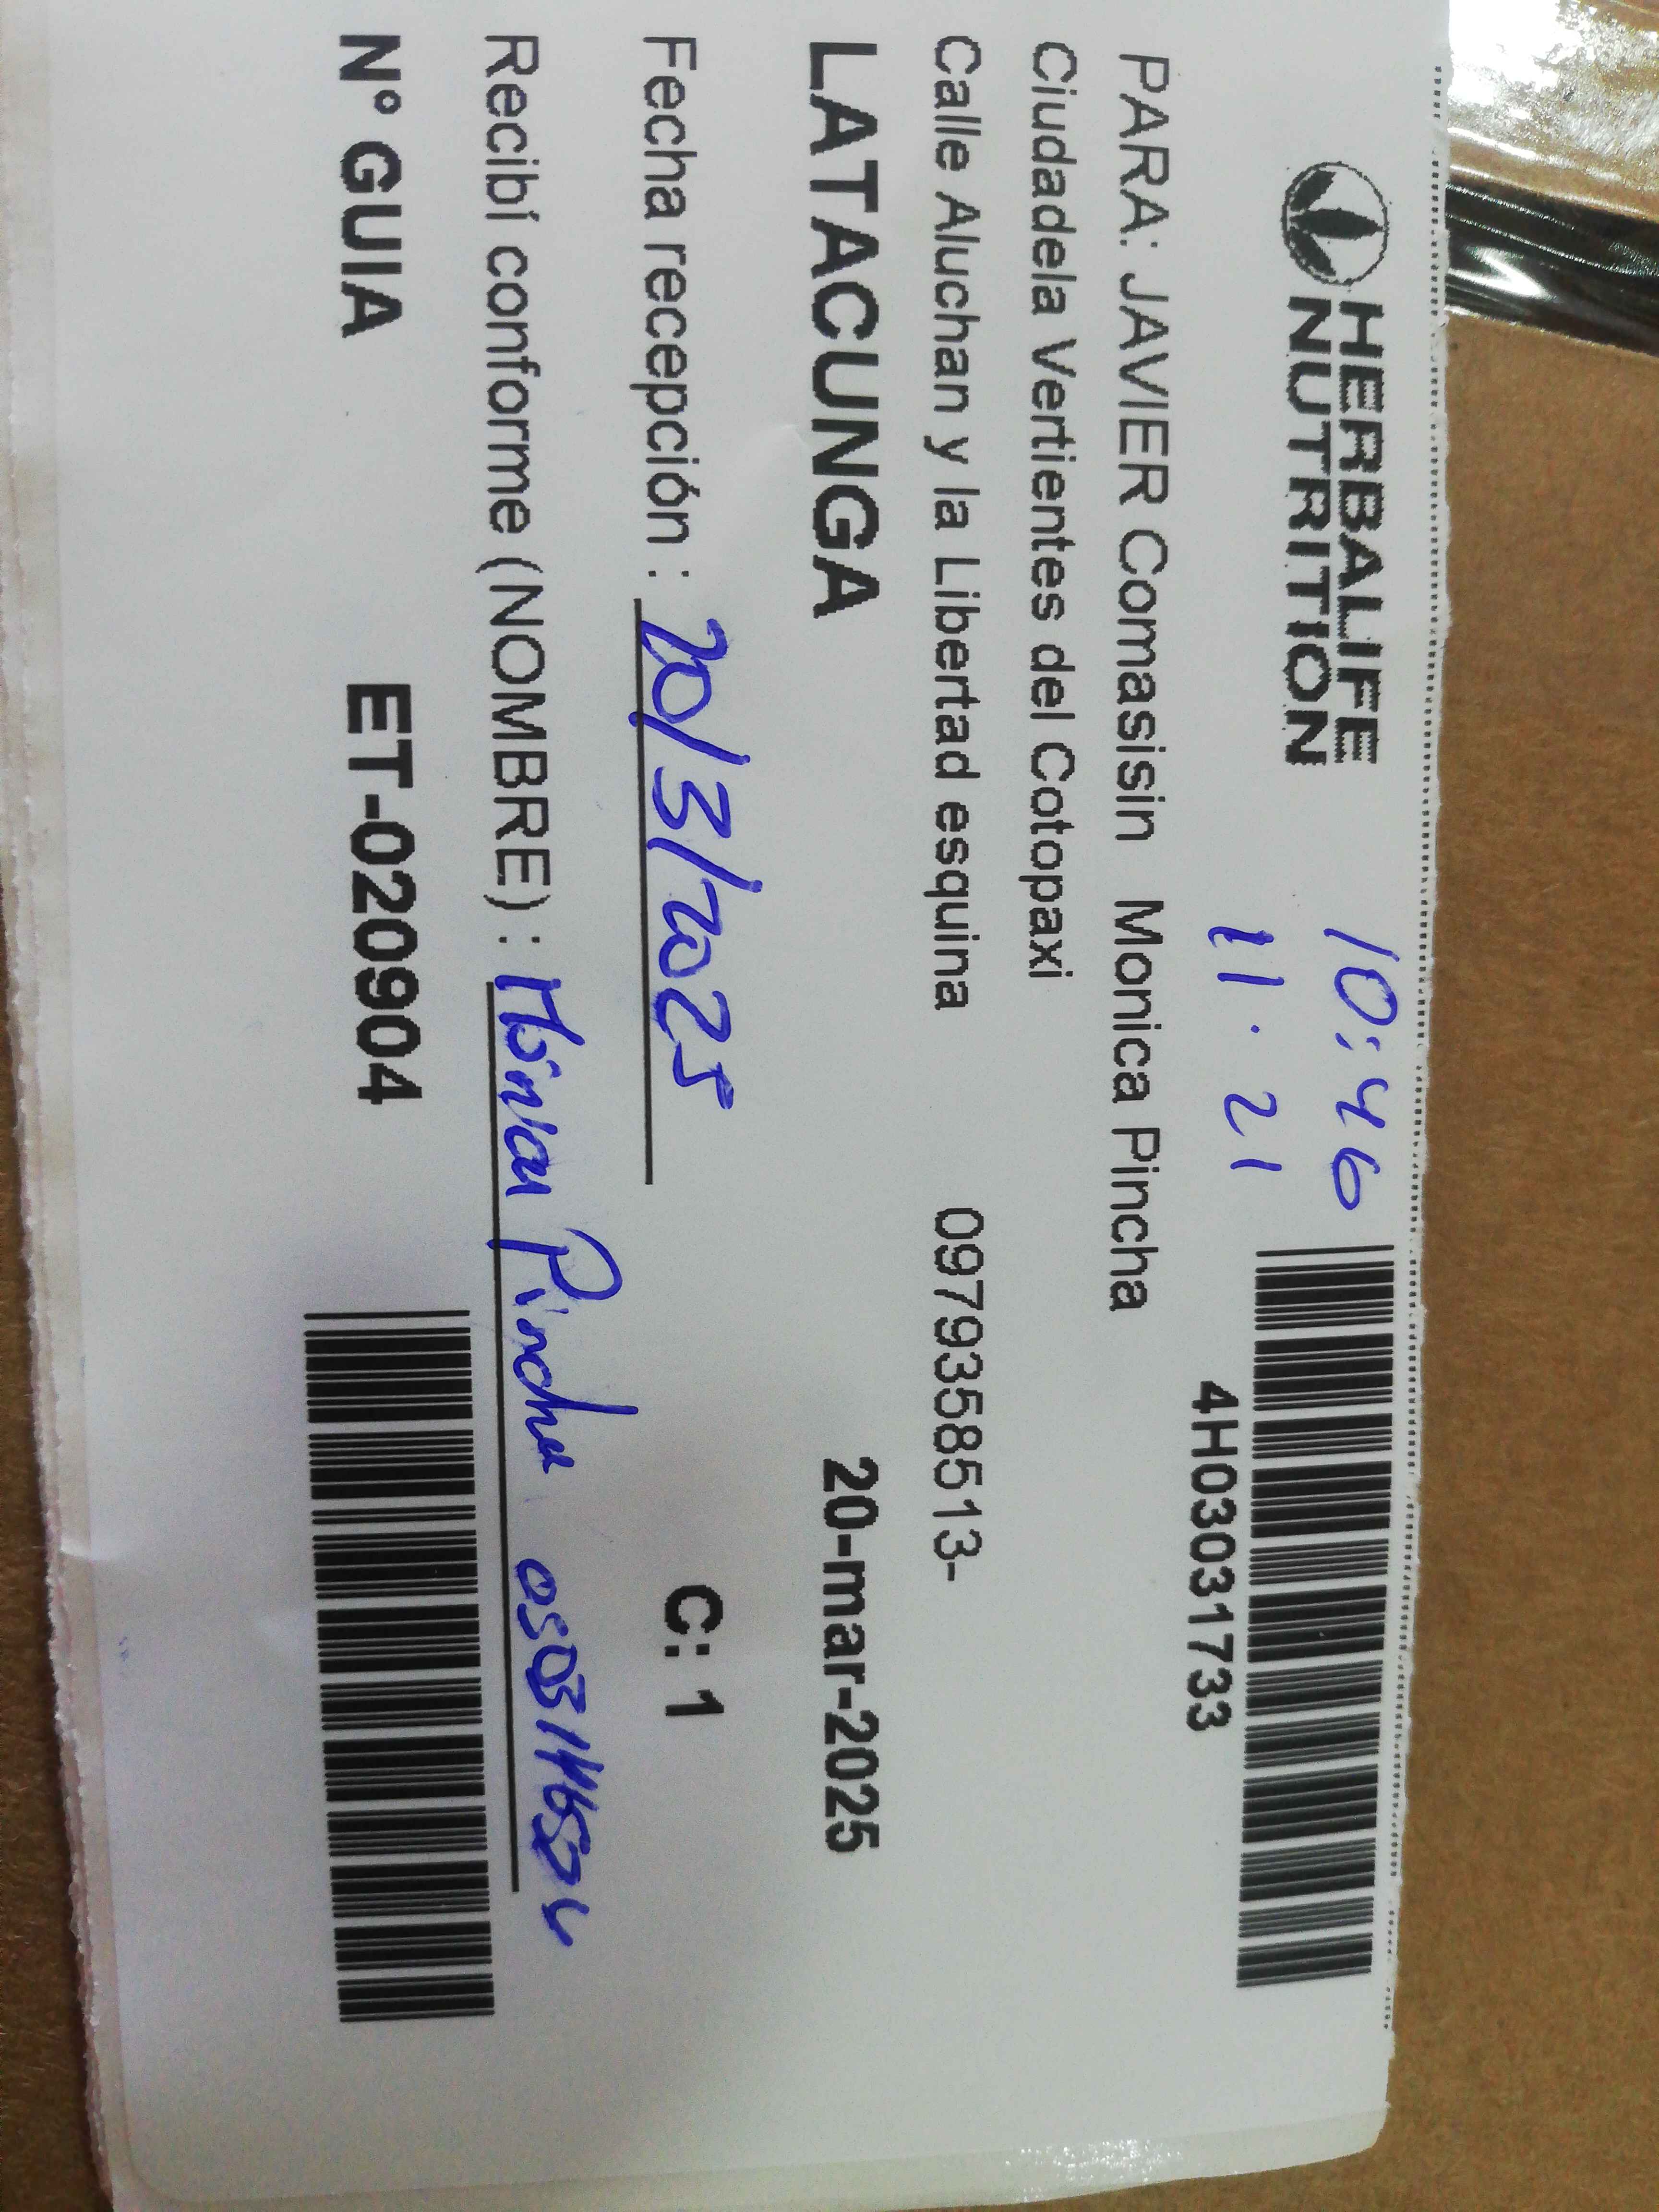 HERBALIFE
NUTRITION
10:46
11:21
4H03031733
PARA: JAVIER Comasisin Monica Pincha
Ciudadela Vertientes del Cotopaxi
Calle Aluchan y la Libertad esquina 0979358513-
LATACUNGA 20-mar-2025
Fecha recepción : 20/3/2025 C: 1
Recibí conforme (NOMBRE) : Mónica Pincha
N° GUIA ET-020904